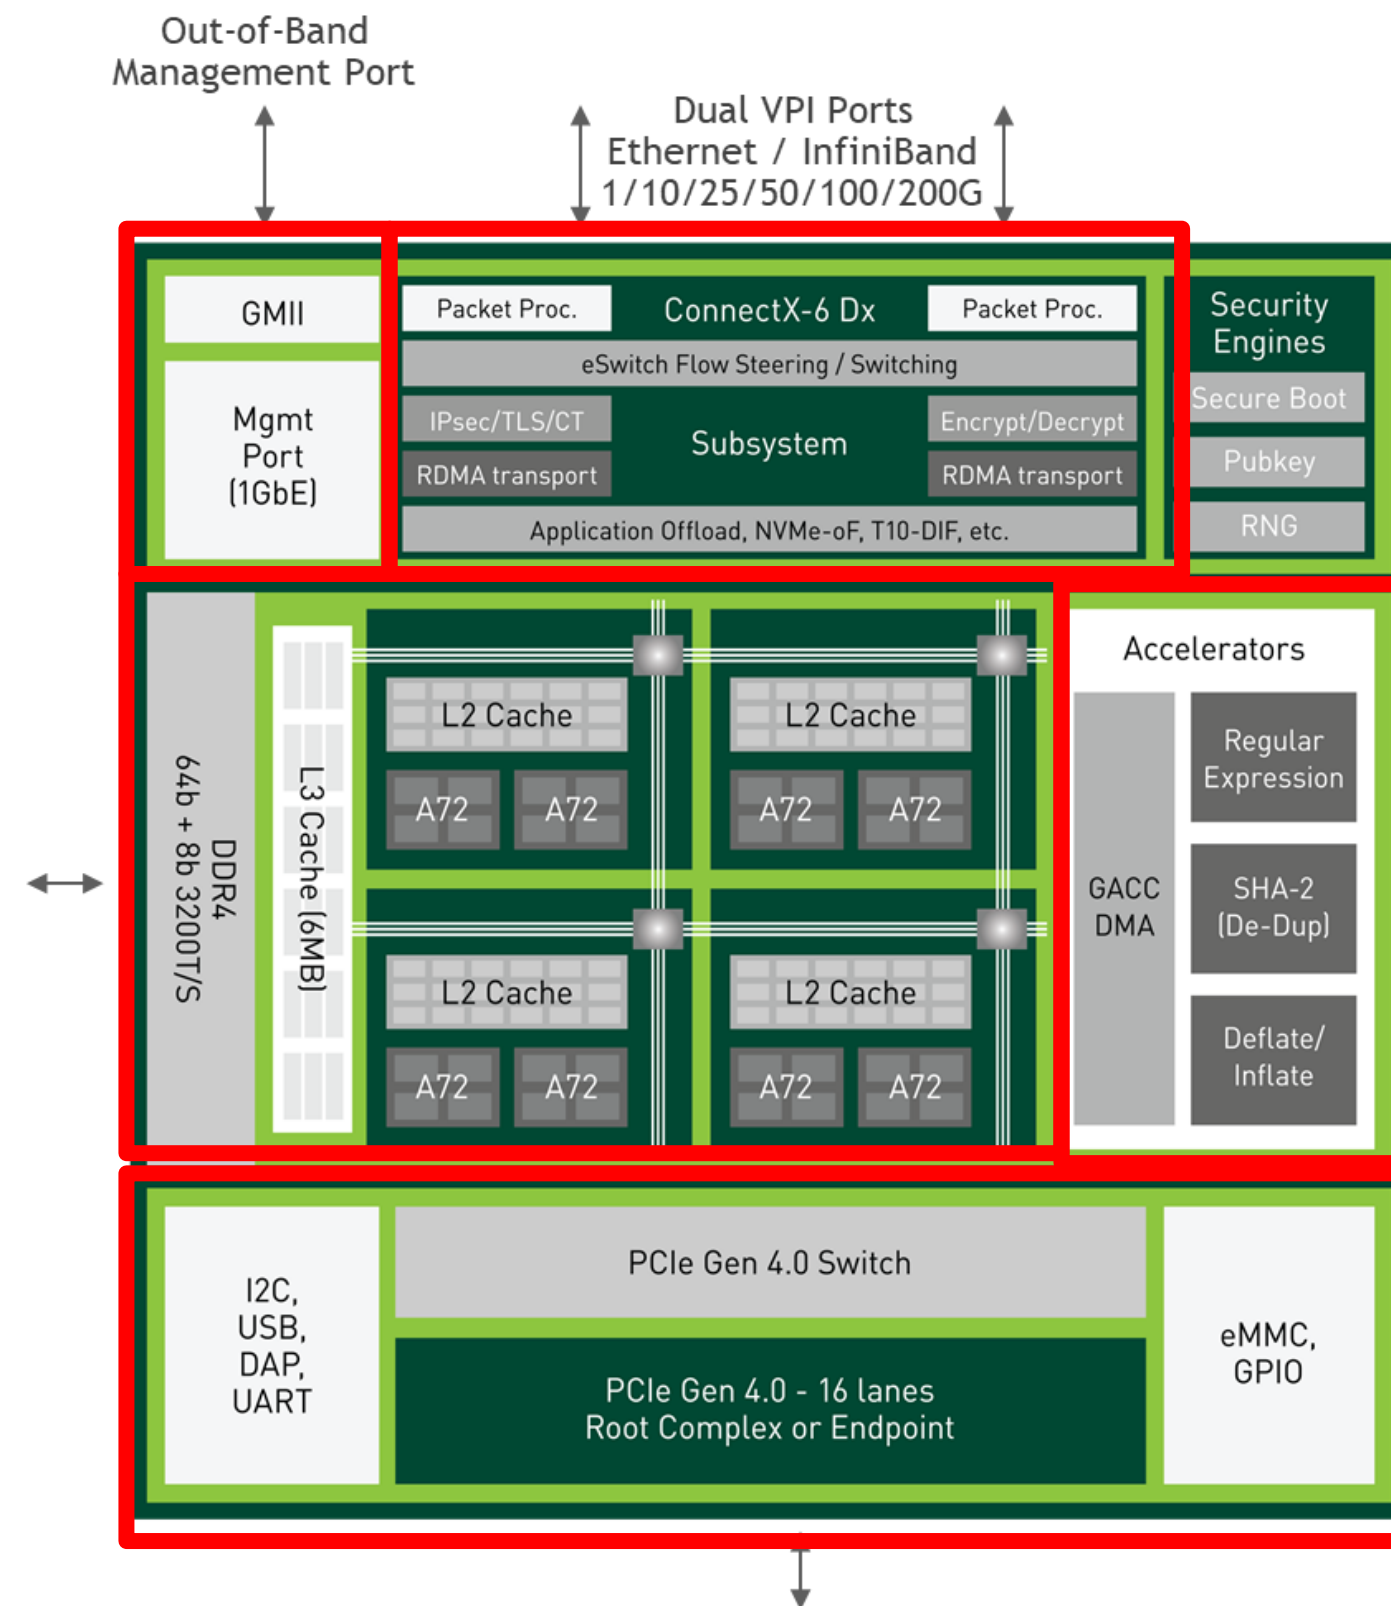 Out-of-Band
Management Port
Dual VPI Ports
Ethernet / InfiniBand
1/10/25/50/100/200G
GMII
Mgmt
Port
(1GbE)
Packet Proc.
ConnectX-6 Dx
Packet Proc.
eSwitch Flow Steering / Switching
IPsec/TLS/CT
Encrypt/Decrypt
Subsystem
RDMA transport
RDMA transport
Application Offload, NVMe-oF, T10-DIF, etc.
Security
Engines
Secure Boot
Pubkey
RNG
DDR4
64b + 8b 3200T/S
L3 Cache (6MB)
L2 Cache
A72
A72
L2 Cache
A72
A72
L2 Cache
A72
A72
L2 Cache
A72
A72
Accelerators
GACC
DMA
Regular
Expression
SHA-2
(De-Dup)
Deflate/
Inflate
I2C,
USB,
DAP,
UART
PCIe Gen 4.0 Switch
PCIe Gen 4.0 - 16 lanes
Root Complex or Endpoint
eMMC,
GPIO